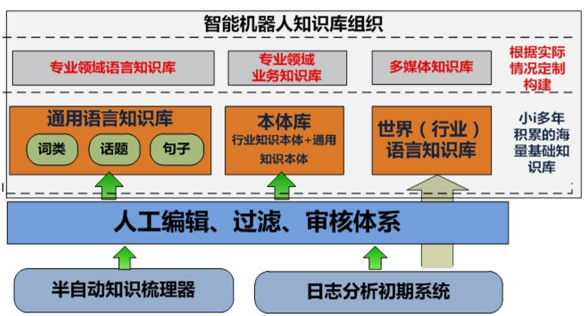 智能机器人知识库组织
专业领域语言知识库
专业领域
业务知识库
多媒体知识库
根据实际
情况定制
构建
通用语言知识库
词类
话题
句子
本体库
行业知识本体+通用
知识本体
世界（行业）
语言知识库
小i多年
积累的海
量基础知
识库
人工编辑、过滤、审核体系
半自动知识梳理器
日志分析初期系统